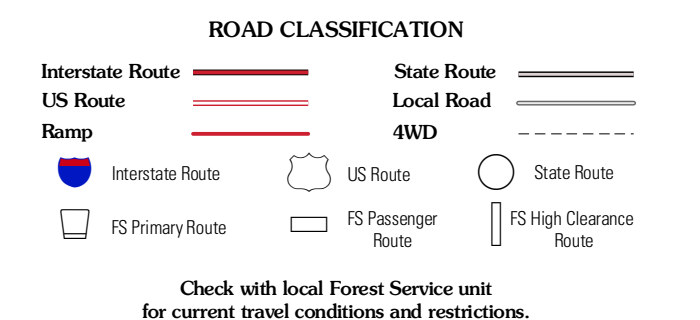 ROAD CLASSIFICATION
Interstate Route
State Route
US Route
Local Road
Ramp
4WD
Interstate Route
US Route
State Route
FS Primary Route
FS Passenger
Route
FS High Clearance
Route
Check with local Forest Service unit
for current travel conditions and restrictions.